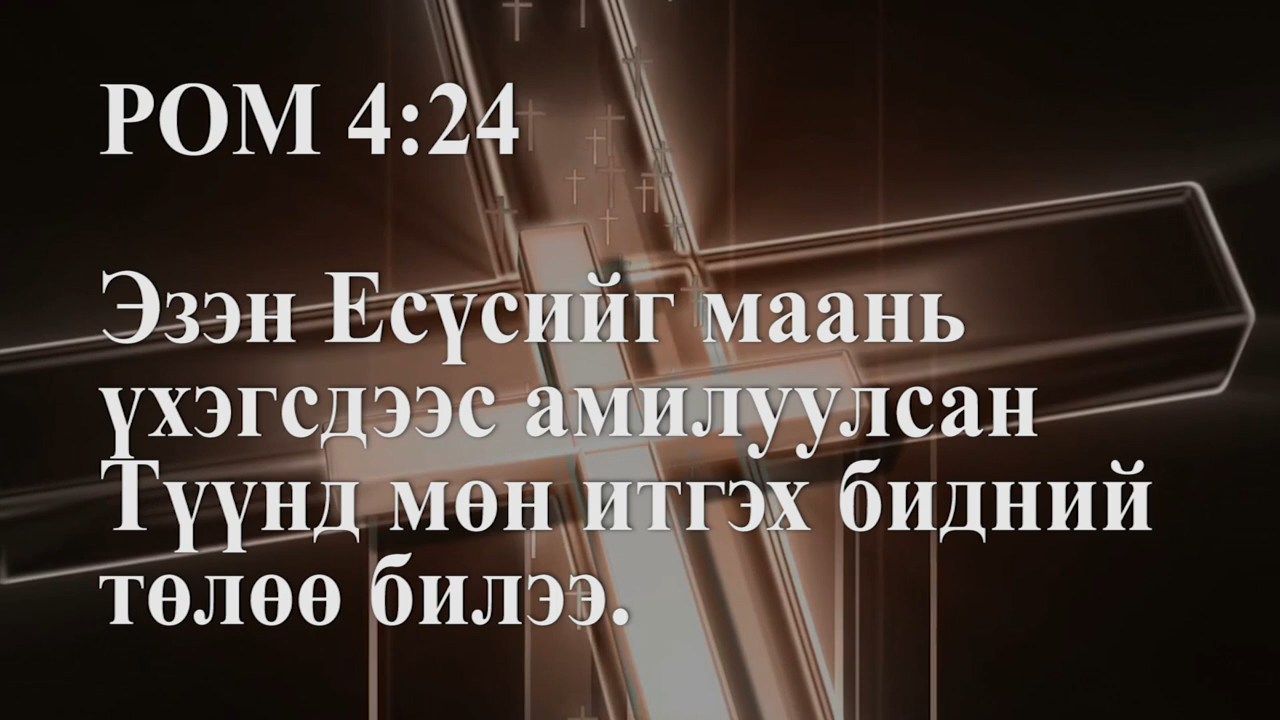 РОМ 4:24
Эзэн Есүсийг маань
үхэгсдээс амилуулсан
Түүнд мөн итгэх бидний
төлөө билээ.